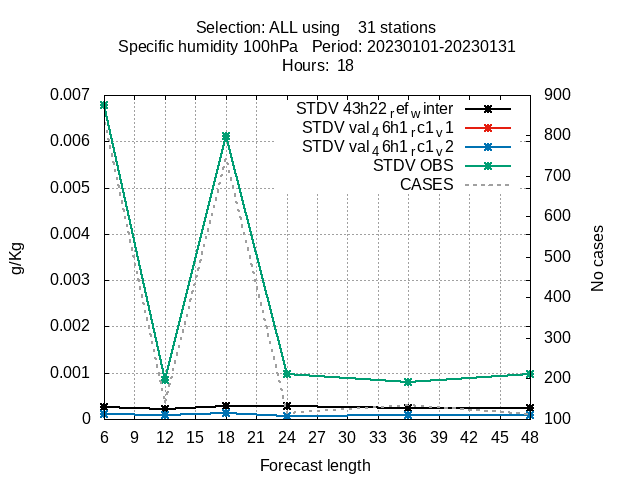 Selection: ALL using    31 stations
Specific humidity 100hPa   Period: 20230101-20230131
Hours:  18
0.007 900
STDV 43h22_ref_winter
STDV val_46h1_rc1_v1
STDV val_46h1_rc1_v2
STDV OBS
CASES
0.006 800
0.005 700
0.004 600
0.003 500
0.002 400
0.001 300
0 200
100
g/Kg
No cases
6 9 12 15 18 21 24 27 30 33 36 39 42 45 48
Forecast length